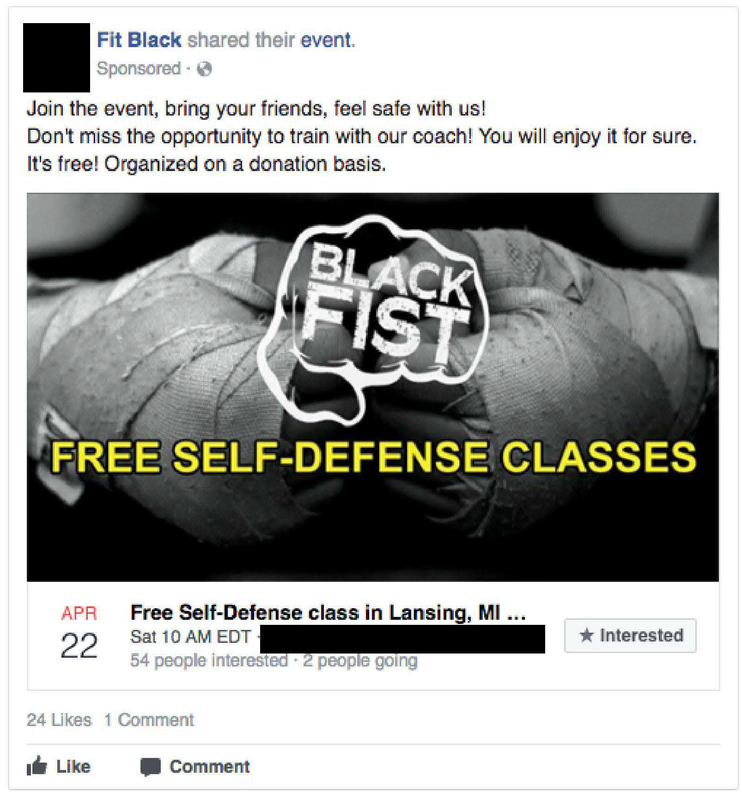 Fit Black shared their event.
Sponsored ·
Join the event, bring your friends, feel safe with us!
Don't miss the opportunity to train with our coach! You will enjoy it for sure.
It's free! Organized on a donation basis.
BLACK
FIST
FREE SELF-DEFENSE CLASSES
APR
22
Free Self-Defense class in Lansing, MI ...
Sat 10 AM EDT ·
54 people interested · 2 people going
★ Interested
24 Likes 1 Comment
Like Comment